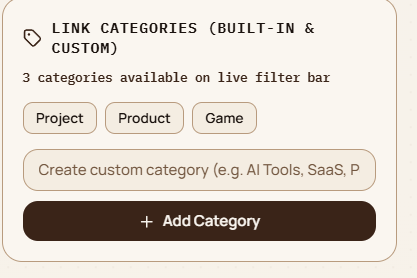 LINK CATEGORIES (BUILT-IN &
CUSTOM)
3 categories available on live filter bar
Project Product Game
Create custom category (e.g. AI Tools, SaaS, P
+ Add Category